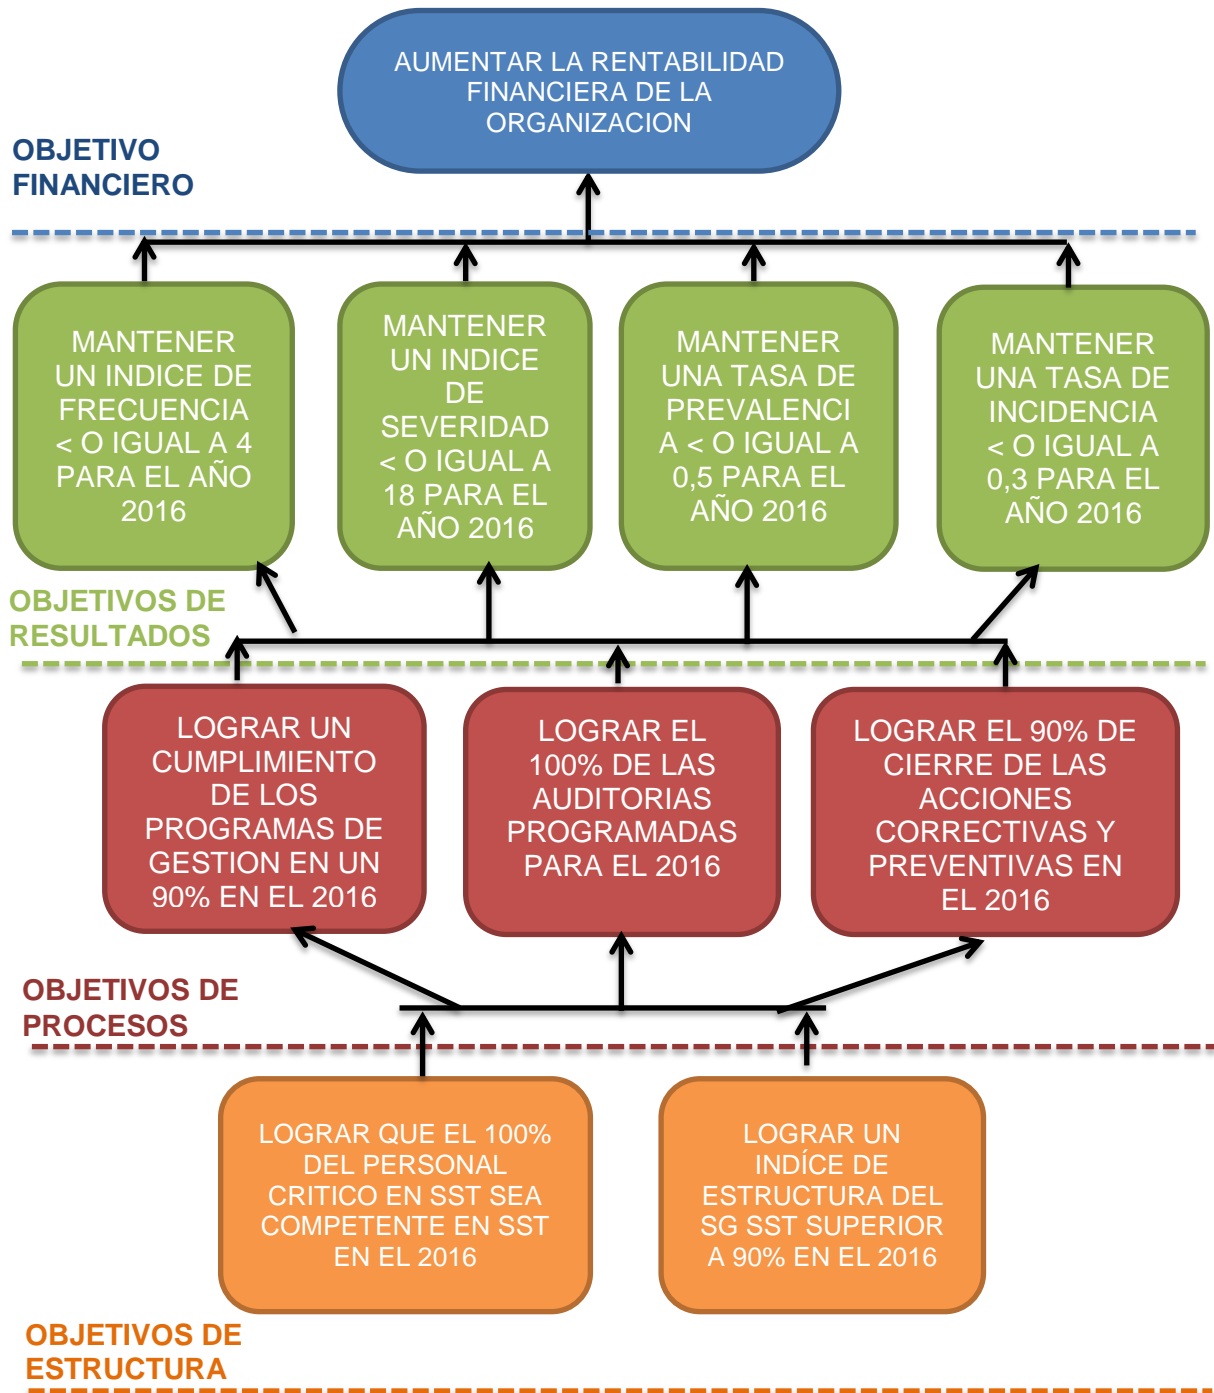 AUMENTAR LA RENTABILIDAD
FINANCIERA DE LA
ORGANIZACION
OBJETIVO
FINANCIERO
MANTENER
UN INDICE DE
FRECUENCIA
< O IGUAL A 4
PARA EL AÑO
2016
MANTENER
UN INDICE
DE
SEVERIDAD
< O IGUAL A
18 PARA EL
AÑO 2016
MANTENER
UNA TASA DE
PREVALENCI
A < O IGUAL A
0,5 PARA EL
AÑO 2016
MANTENER
UNA TASA DE
INCIDENCIA
< O IGUAL A
0,3 PARA EL
AÑO 2016
OBJETIVOS DE
RESULTADOS
LOGRAR UN
CUMPLIMIENTO
DE LOS
PROGRAMAS DE
GESTION EN UN
90% EN EL 2016
LOGRAR EL
100% DE LAS
AUDITORIAS
PROGRAMADAS
PARA EL 2016
LOGRAR EL 90% DE
CIERRE DE LAS
ACCIONES
CORRECTIVAS Y
PREVENTIVAS EN
EL 2016
OBJETIVOS DE
PROCESOS
LOGRAR QUE EL 100%
DEL PERSONAL
CRITICO EN SST SEA
COMPETENTE EN SST
EN EL 2016
LOGRAR UN
INDÍCE DE
ESTRUCTURA DEL
SG SST SUPERIOR
A 90% EN EL 2016
OBJETIVOS DE
ESTRUCTURA